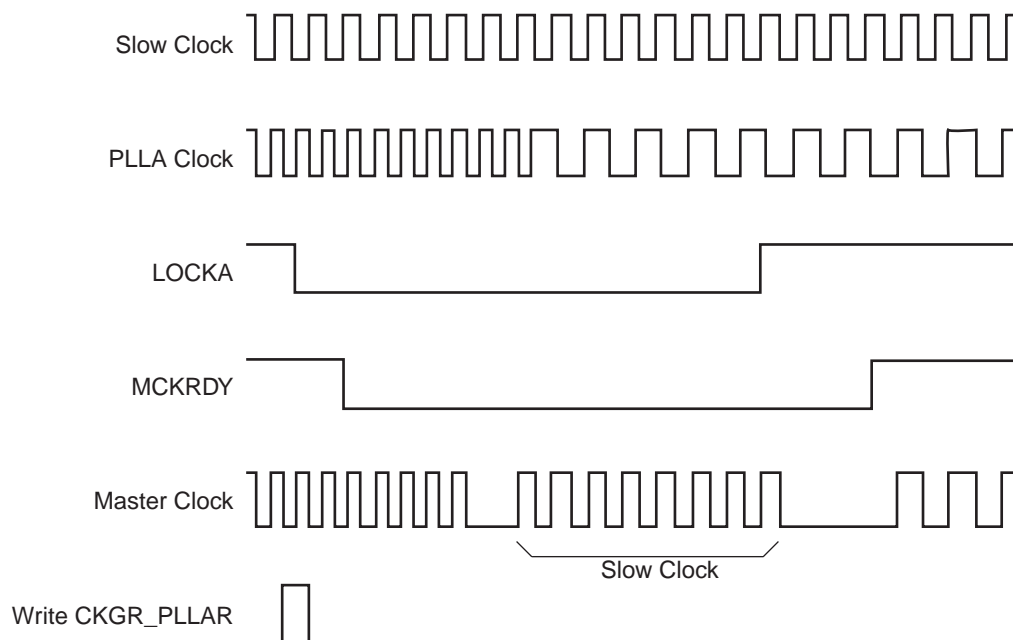 Slow Clock
PLLA Clock
LOCKA
MCKRDY
Master Clock
Slow Clock
Write CKGR_PLLAR